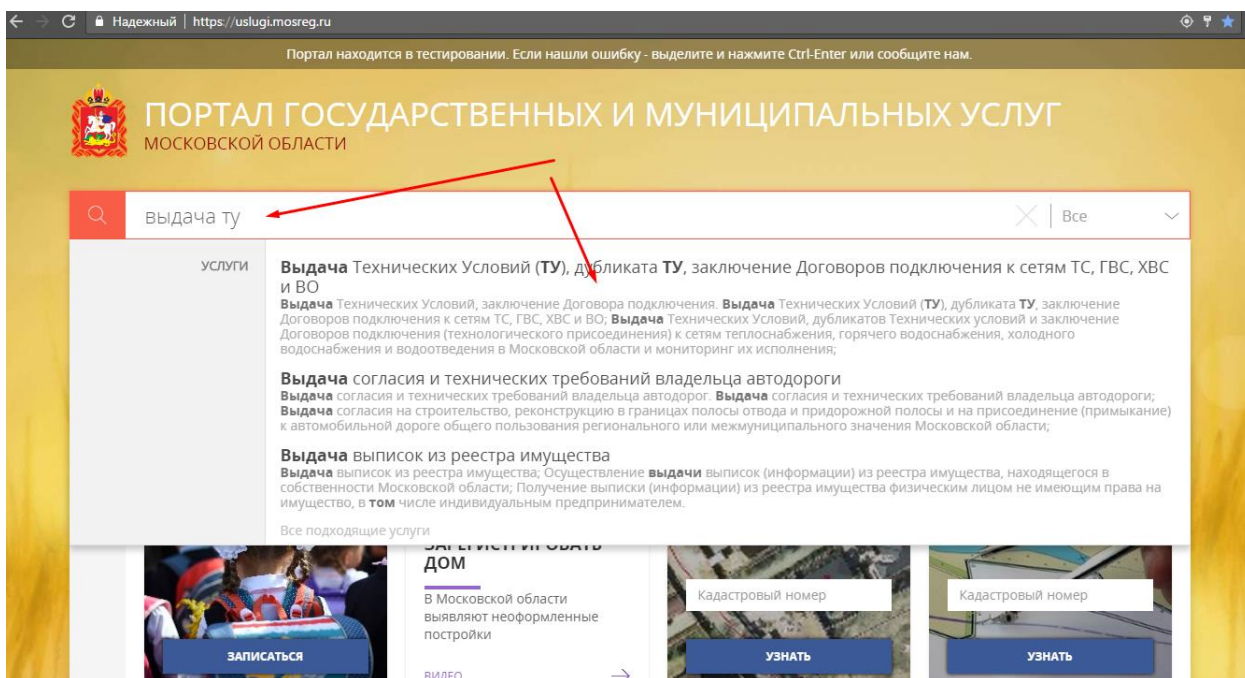 Надежный | https://uslugi.mosreg.ru
Портал находится в тестировании. Если нашли ошибку - выделите и нажмите Ctrl-Enter или сообщите нам.
ПОРТАЛ ГОСУДАРСТВЕННЫХ И МУНИЦИПАЛЬНЫХ УСЛУГ
МОСКОВСКОЙ ОБЛАСТИ
выдача ту
Все
УСЛУГИ
Выдача Технических Условий (ТУ), дубликата ТУ, заключение Договоров подключения к сетям ТС, ГВС, ХВС
и ВО
Выдача Технических Условий, заключение Договора подключения. Выдача Технических Условий (ТУ), дубликата ТУ, заключение
Договоров подключения к сетям ТС, ГВС, ХВС и ВО; Выдача Технических Условий, дубликатов Технических условий и заключение
Договоров подключения (технологического присоединения) к сетям теплоснабжения, горячего водоснабжения, холодного
водоснабжения и водоотведения в Московской области и мониторинг их исполнения;
Выдача согласия и технических требований владельца автодороги
Выдача согласия и технических требований владельца автодорог. Выдача согласия и технических требований владельца автодороги;
Выдача согласия на строительство, реконструкцию в границах полосы отвода и придорожной полосы и на присоединение (примыкание)
к автомобильной дороге общего пользования регионального или межмуниципального значения Московской области;
Выдача выписок из реестра имущества
Выдача выписок из реестра имущества; Осуществление выдачи выписок (информации) из реестра имущества, находящегося в
собственности Московской области; Получение выписки (информации) из реестра имущества физическим лицом не имеющим права на
имущество, в том числе индивидуальным предпринимателем.
Все подходящие услуги
ЗАРЕГИСТРИРОВАТЬ
ДОМ
В Московской области
выявляют неоформленные
постройки
ВИДЕО
ЗАПИСАТЬСЯ
Кадастровый номер
УЗНАТЬ
Кадастровый номер
УЗНАТЬ